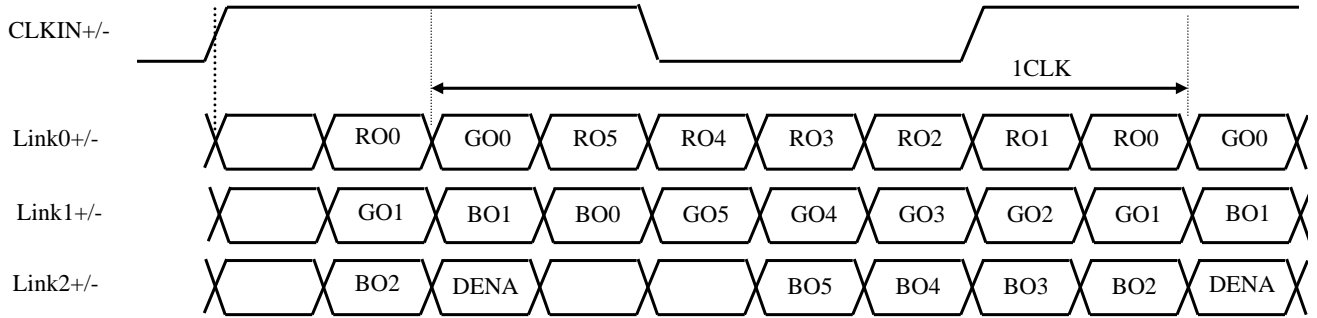 CLKIN+/-
1CLK
Link0+/- RO0 GO0 RO5 RO4 RO3 RO2 RO1 RO0 GO0
Link1+/- GO1 BO1 BO0 GO5 GO4 GO3 GO2 GO1 BO1
Link2+/- BO2 DENA BO5 BO4 BO3 BO2 DENA